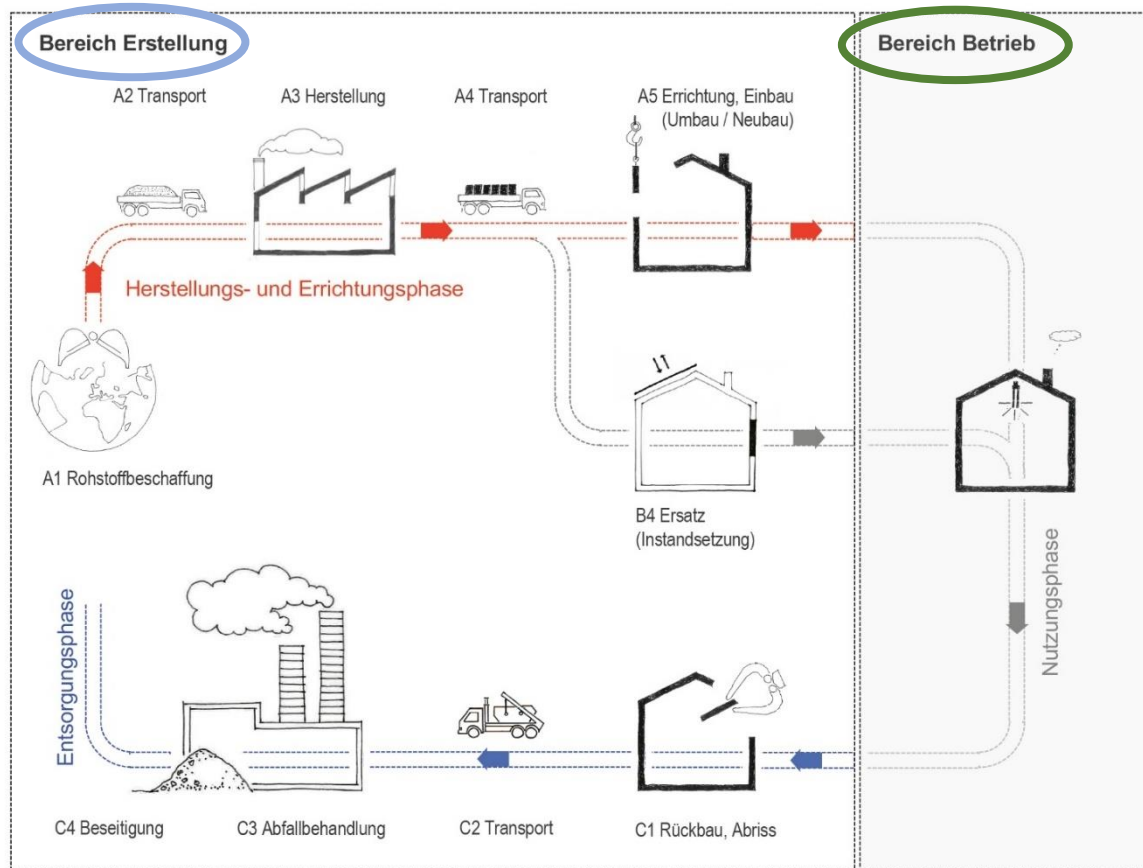 Bereich Erstellung
Bereich Betrieb
A2 Transport
A3 Herstellung
A4 Transport
A5 Errichtung, Einbau
(Umbau / Neubau)
Herstellungs- und Errichtungsphase
A1 Rohstoffbeschaffung
B4 Ersatz
(Instandsetzung)
Nutzungsphase
Entsorgungsphase
C4 Beseitigung
C3 Abfallbehandlung
C2 Transport
C1 Rückbau, Abriss